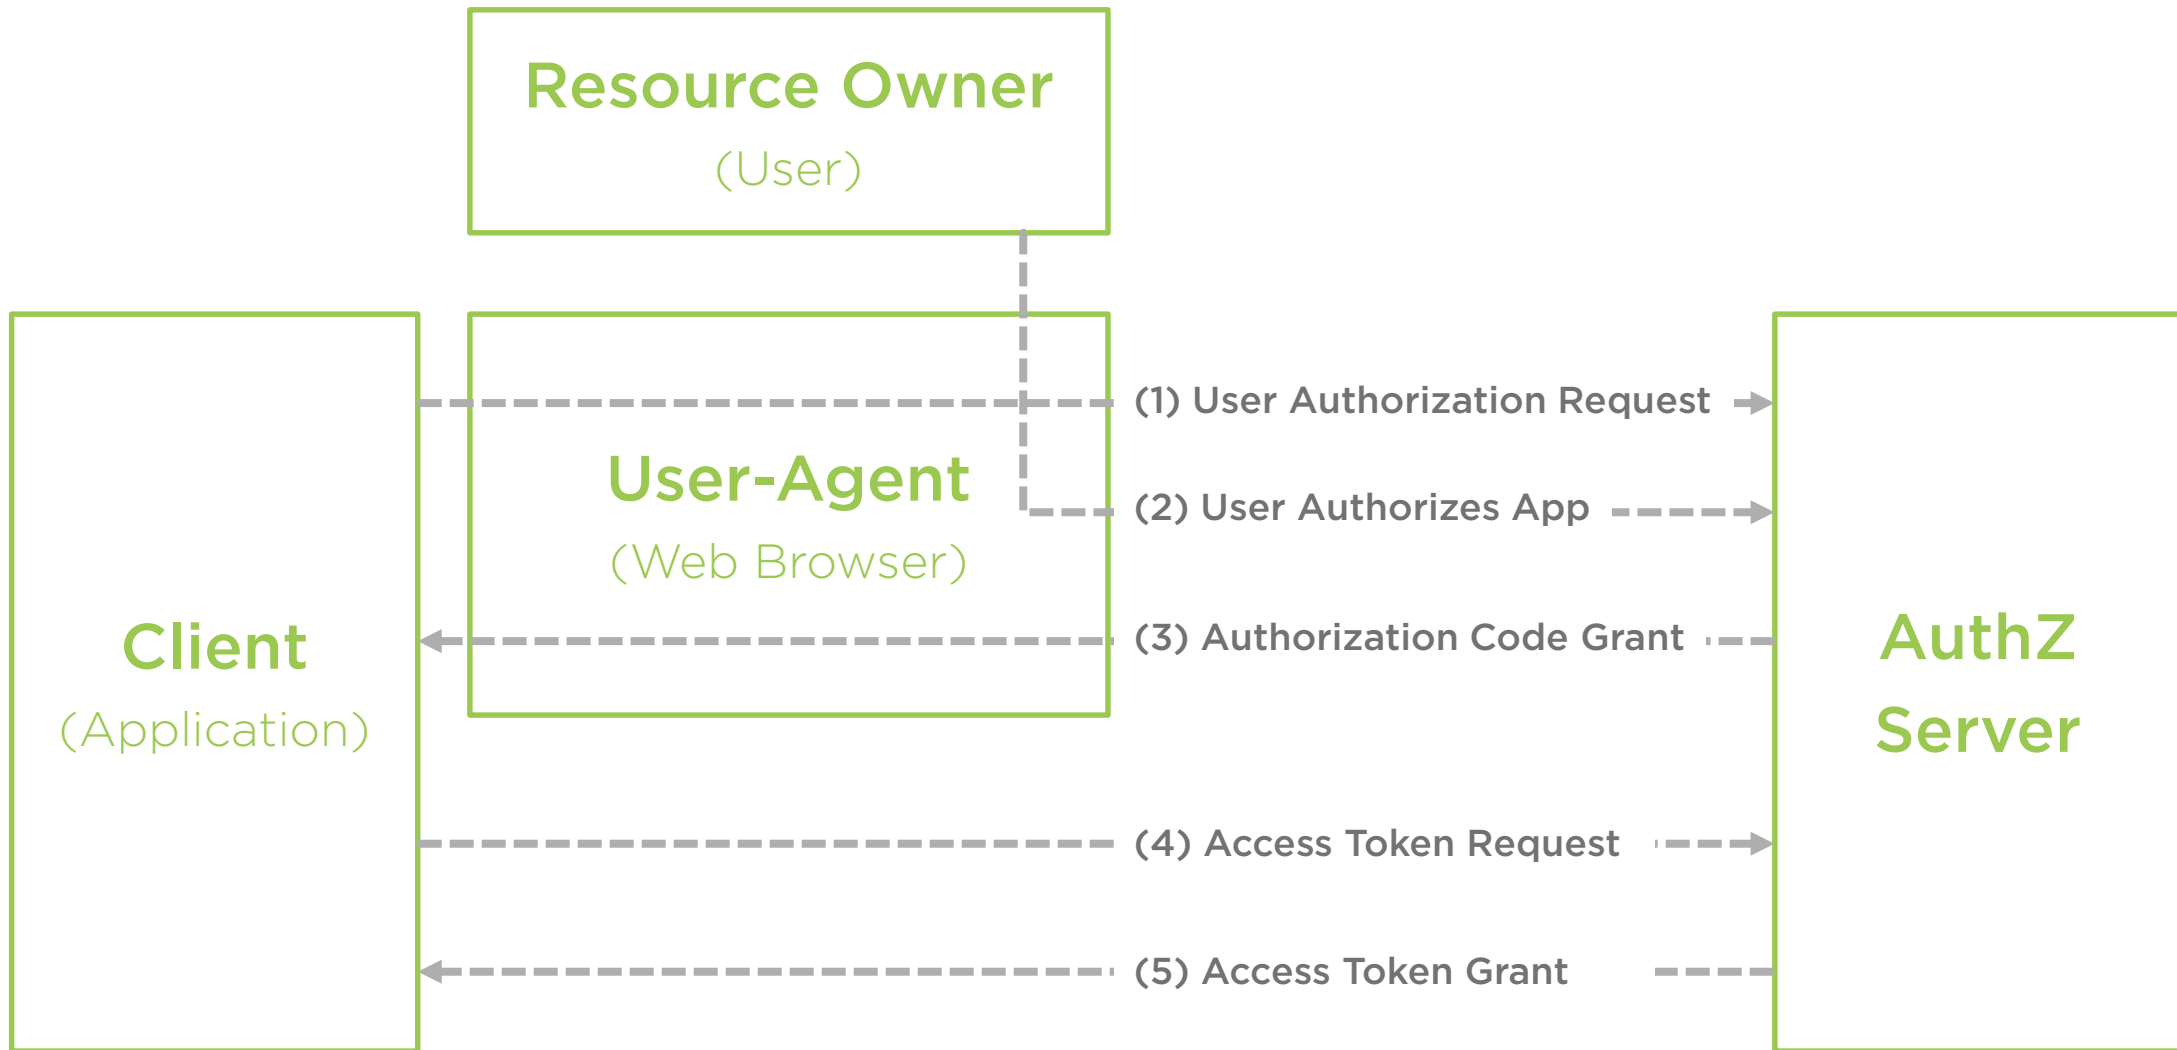 Resource Owner
(User)
User-Agent
(Web Browser)
Client
(Application)
(1) User Authorization Request
(2) User Authorizes App
(3) Authorization Code Grant
(4) Access Token Request
(5) Access Token Grant
AuthZ
Server